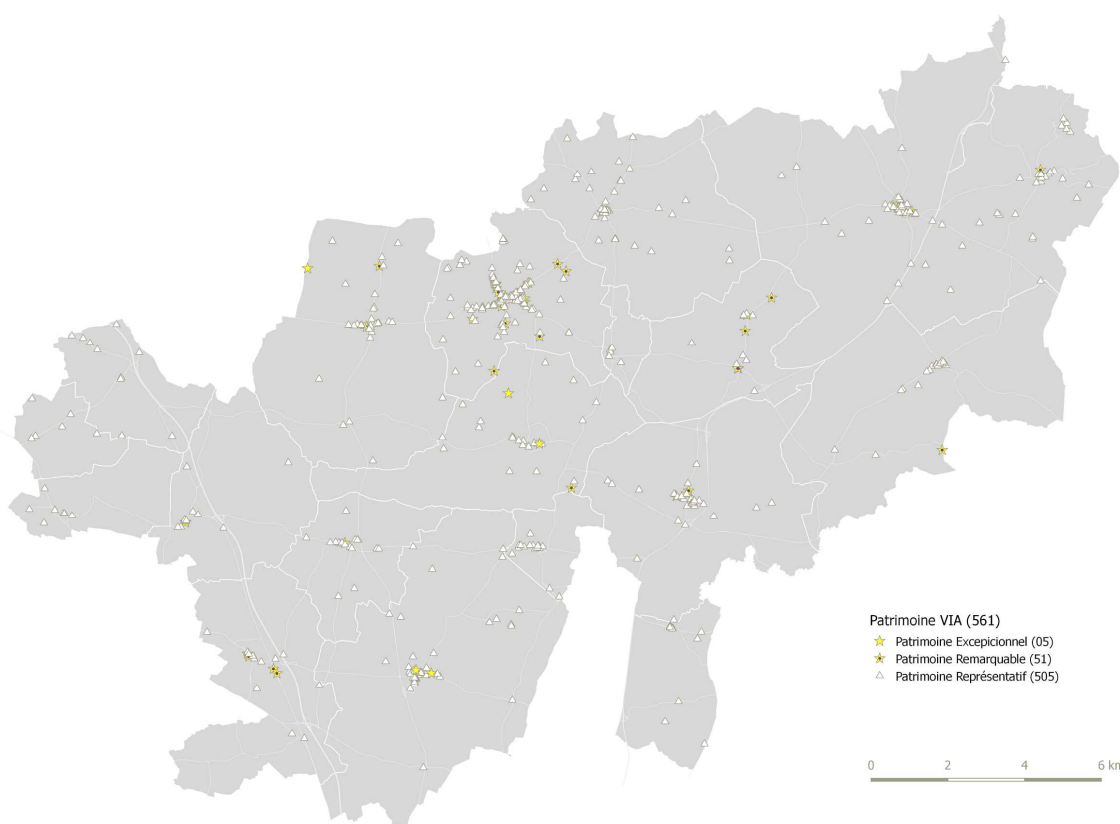 Patrimoine VIA (561)
Patrimoine Excepicionnel (05)
Patrimoine Remarquable (51)
Patrimoine Représentatif (505)
0 2 4 6 km